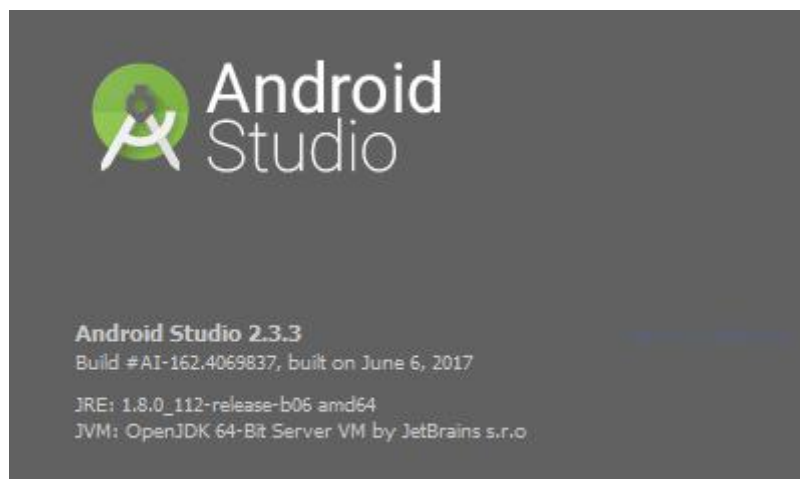 Android
Studio
Android Studio 2.3.3
Build #AI-162.4069837, built on June 6, 2017
JRE: 1.8.0_112-release-b06 amd64
JVM: OpenJDK 64-Bit Server VM by JetBrains s.r.o